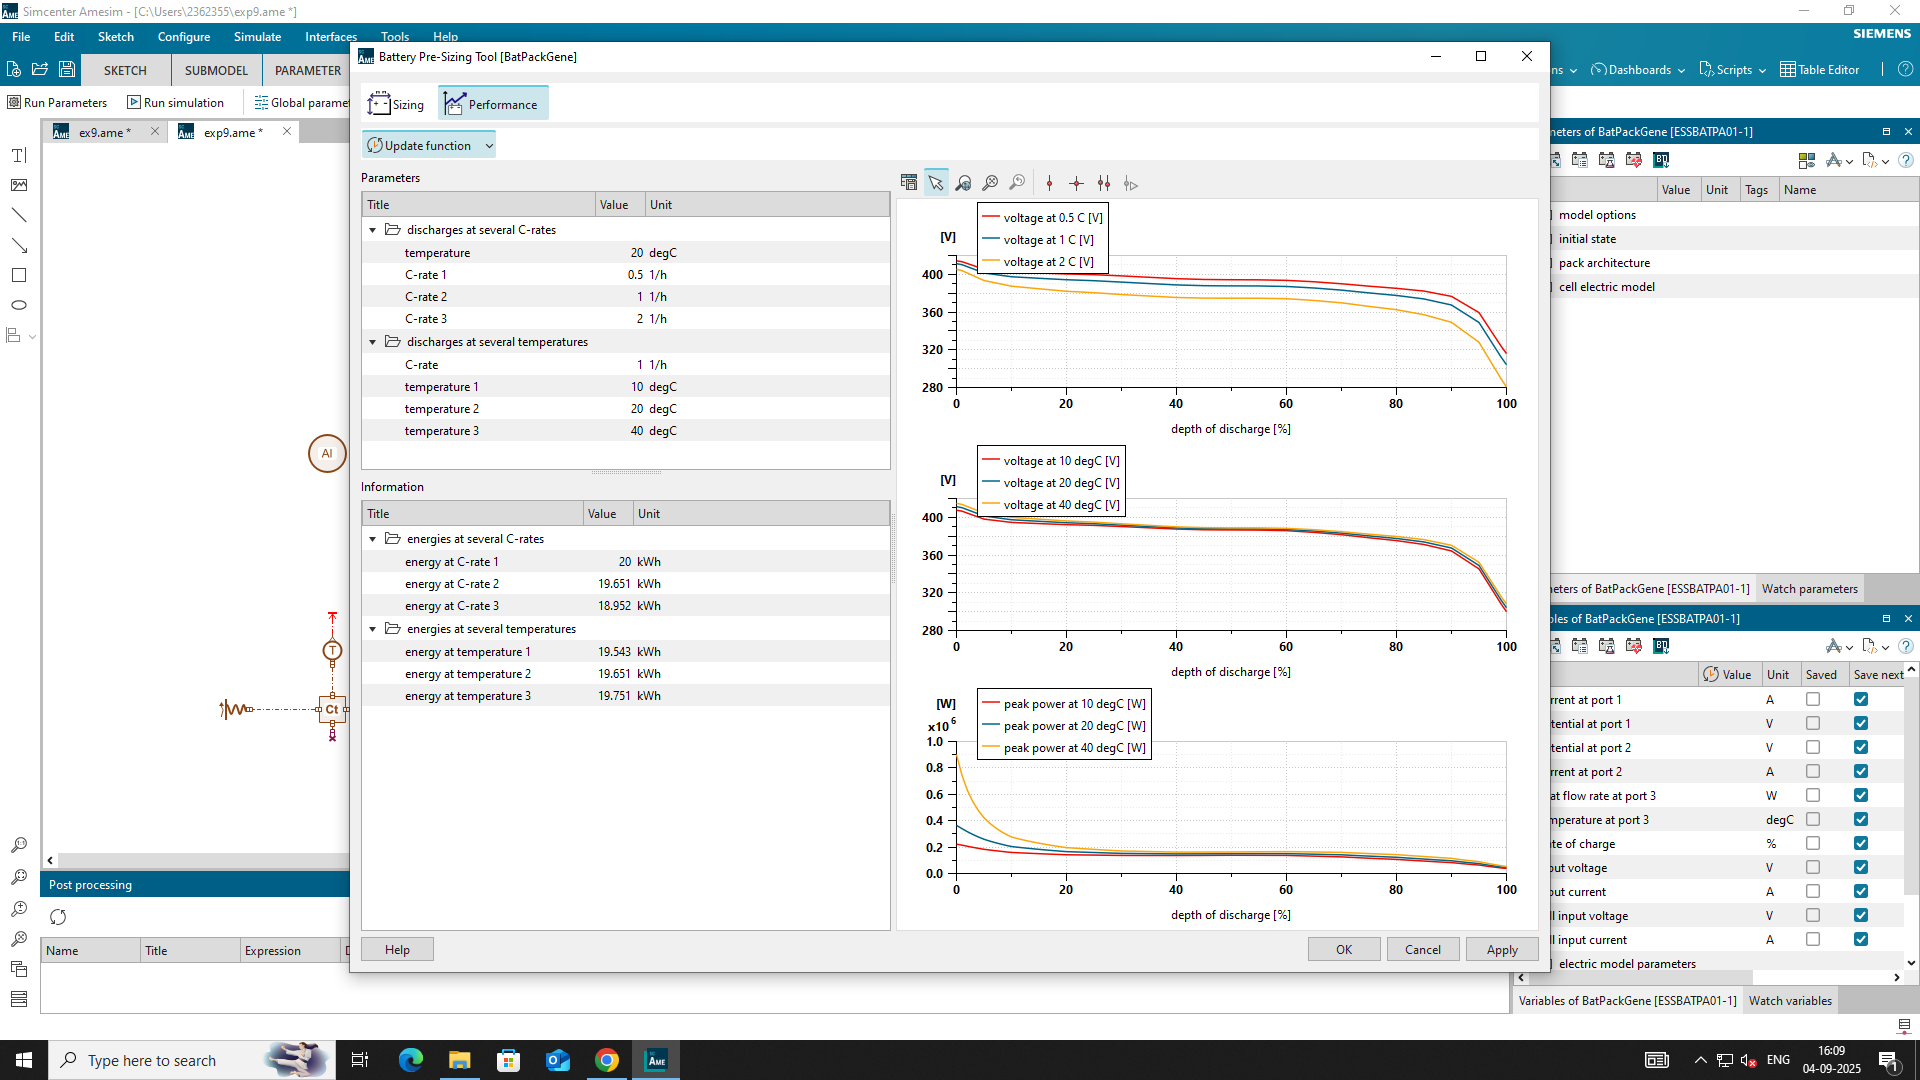 Simcenter Amesim - [C:\Users\2362355\exp9.ame *]
File Edit Sketch Configure Simulate Interfaces Tools Help
SIEMENS
SKETCH SUBMODEL PARAMETER
Dashboards Scripts Table Editor
Run Parameters Run simulation Global parame
ex9.ame * exp9.ame *
Battery Pre-Sizing Tool [BatPackGene]
Sizing Performance
Update function
Parameters
Title Value Unit
discharges at several C-rates
temperature 20 degC
C-rate 1 0.5 1/h
C-rate 2 1 1/h
C-rate 3 2 1/h
discharges at several temperatures
C-rate 1 1/h
temperature 1 10 degC
temperature 2 20 degC
temperature 3 40 degC
Information
Title Value Unit
energies at several C-rates
energy at C-rate 1 20 kWh
energy at C-rate 2 19.651 kWh
energy at C-rate 3 18.952 kWh
energies at several temperatures
energy at temperature 1 19.543 kWh
energy at temperature 2 19.651 kWh
energy at temperature 3 19.751 kWh
voltage at 0.5 C [V]
voltage at 1 C [V]
voltage at 2 C [V]
[V]
400
360
320
280
0 20 40 60 80 100
depth of discharge [%]
voltage at 10 degC [V]
voltage at 20 degC [V]
voltage at 40 degC [V]
[V]
400
360
320
280
0 20 40 60 80 100
depth of discharge [%]
peak power at 10 degC [W]
peak power at 20 degC [W]
peak power at 40 degC [W]
[W]
x10 6
1.0
0.8
0.6
0.4
0.2
0.0
0 20 40 60 80 100
depth of discharge [%]
Help OK Cancel Apply
AI
T
Ct
Post processing
Name Title Expression D
neters of BatPackGene [ESSBATPA01-1]
Value Unit Tags Name
model options
initial state
pack architecture
cell electric model
neters of BatPackGene [ESSBATPA01-1] Watch parameters
bles of BatPackGene [ESSBATPA01-1]
Value Unit Saved Save next
rrent at port 1 A
tential at port 1 V
tential at port 2 V
rrent at port 2 A
at flow rate at port 3 W
mperature at port 3 degC
te of charge %
put voltage V
put current A
ll input voltage V
ll input current A
electric model parameters
Variables of BatPackGene [ESSBATPA01-1] Watch variables
Type here to search
ENG
16:09
04-09-2025
1